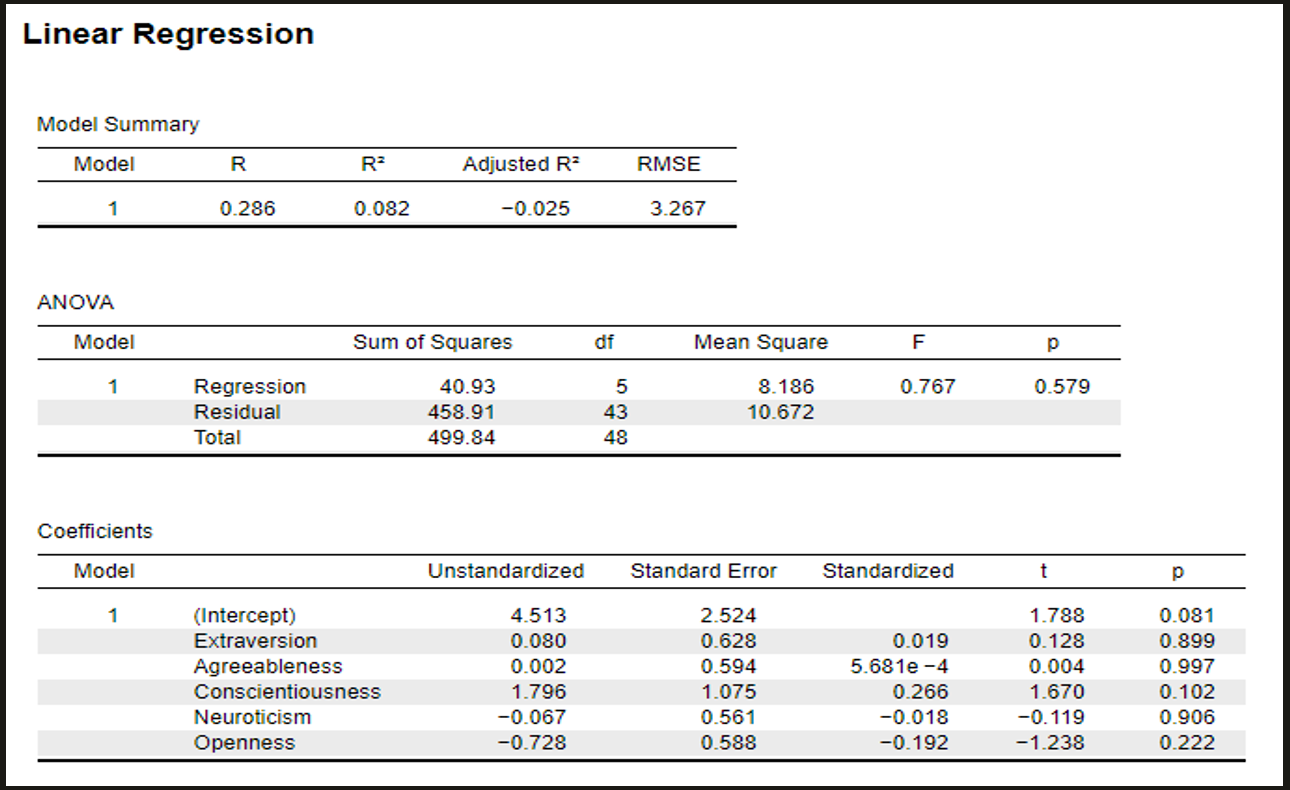 Linear Regression
Model Summary
Model R R² Adjusted R² RMSE
1 0.286 0.082 −0.025 3.267
ANOVA
Model Sum of Squares df Mean Square F p
1 Regression 40.93 5 8.186 0.767 0.579
Residual 458.91 43 10.672
Total 499.84 48
Coefficients
Model Unstandardized Standard Error Standardized t p
1 (Intercept) 4.513 2.524 1.788 0.081
Extraversion 0.080 0.628 0.019 0.128 0.899
Agreeableness 0.002 0.594 5.681e −4 0.004 0.997
Conscientiousness 1.796 1.075 0.266 1.670 0.102
Neuroticism −0.067 0.561 −0.018 −0.119 0.906
Openness −0.728 0.588 −0.192 −1.238 0.222